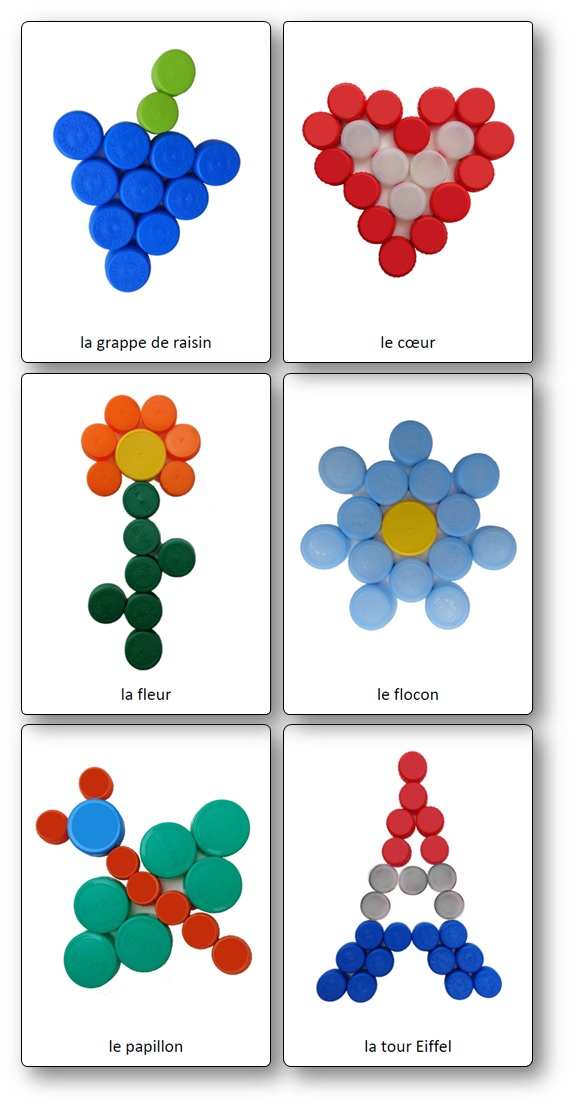 la grappe de raisin
le cœur
la fleur
le flocon
le papillon
la tour Eiffel